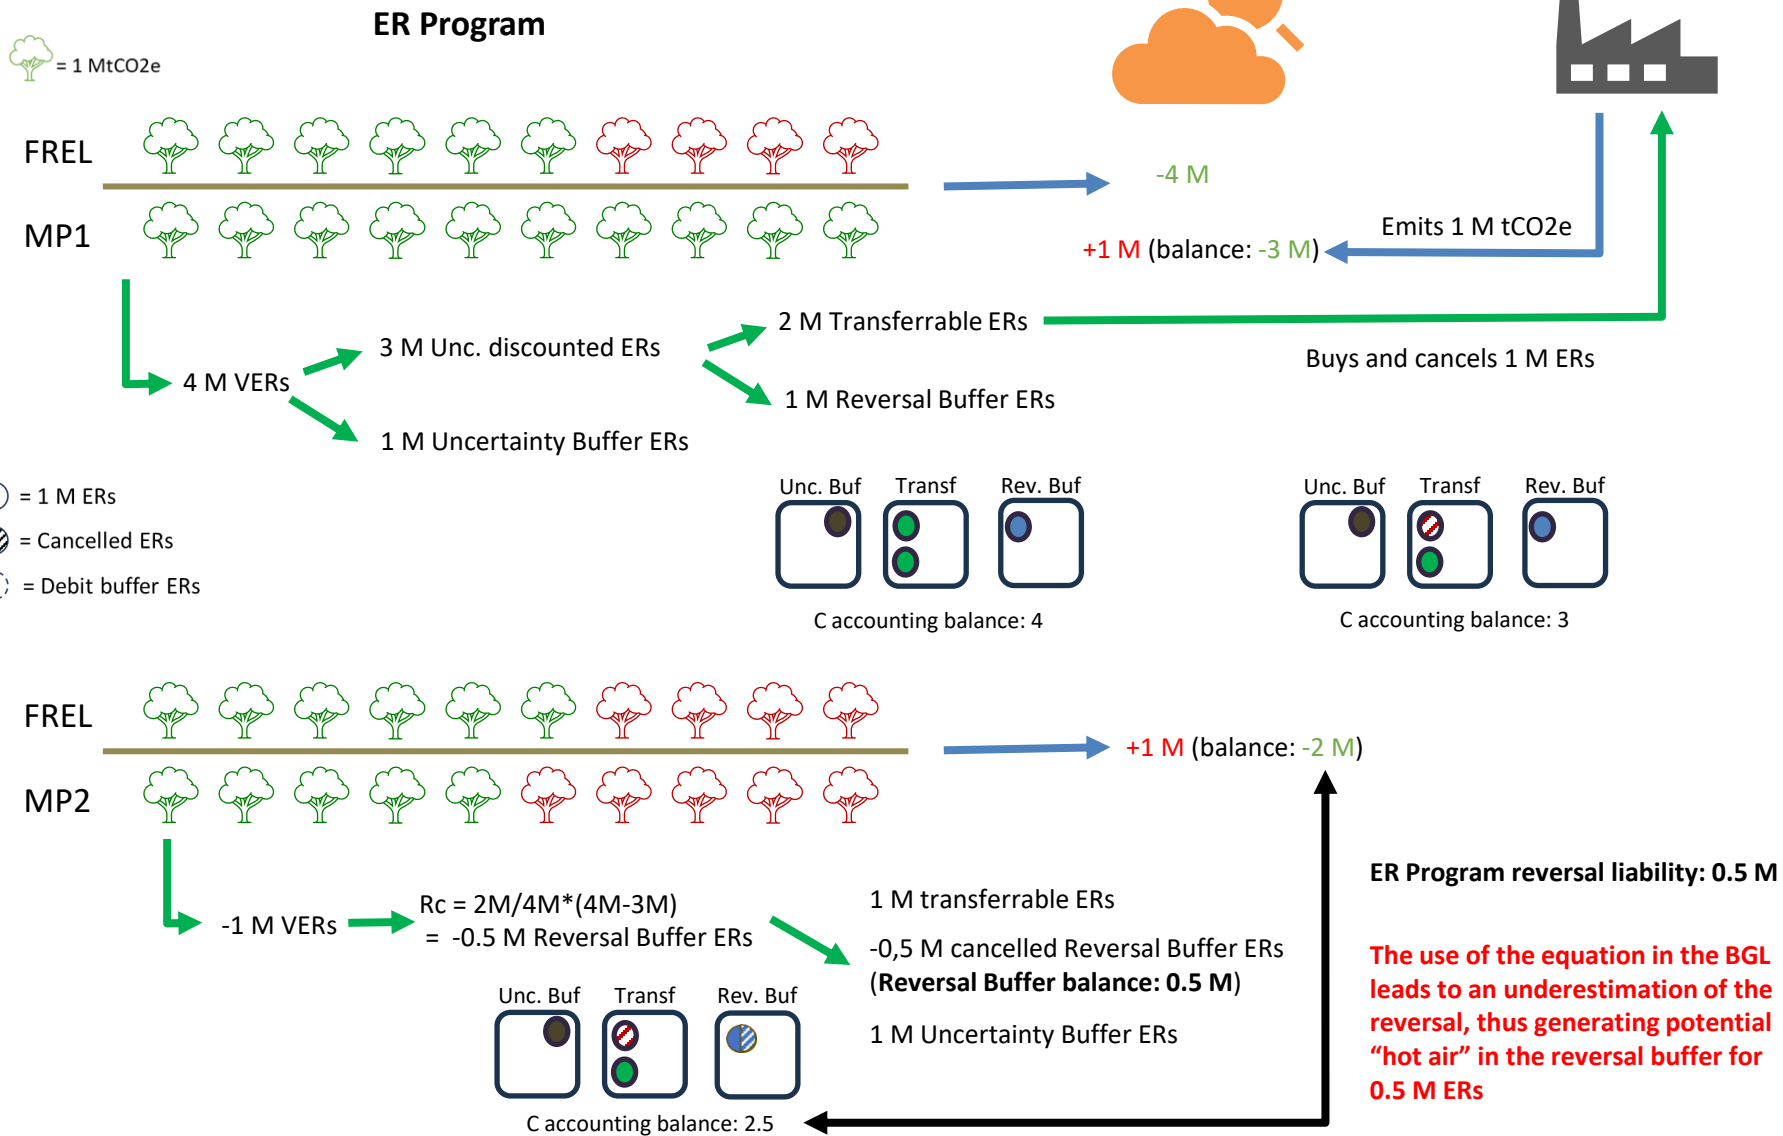 ER Program
= 1 MtCO2e
FREL
-4 M
MP1
Emits 1 M tCO2e
+1 M (balance: -3 M)
2 M Transferrable ERs
3 M Unc. discounted ERs
Buys and cancels 1 M ERs
4 M VERs
1 M Reversal Buffer ERs
1 M Uncertainty Buffer ERs
= 1 M ERs
= Cancelled ERs
= Debit buffer ERs
Unc. Buf Transf Rev. Buf
C accounting balance: 4
Unc. Buf Transf Rev. Buf
C accounting balance: 3
FREL
+1 M (balance: -2 M)
MP2
ER Program reversal liability: 0.5 M
-1 M VERs
Rc = 2M/4M*(4M-3M)
= -0.5 M Reversal Buffer ERs
1 M transferrable ERs
-0,5 M cancelled Reversal Buffer ERs
(Reversal Buffer balance: 0.5 M)
1 M Uncertainty Buffer ERs
The use of the equation in the BGL
leads to an underestimation of the
reversal, thus generating potential
“hot air” in the reversal buffer for
0.5 M ERs
Unc. Buf Transf Rev. Buf
C accounting balance: 2.5